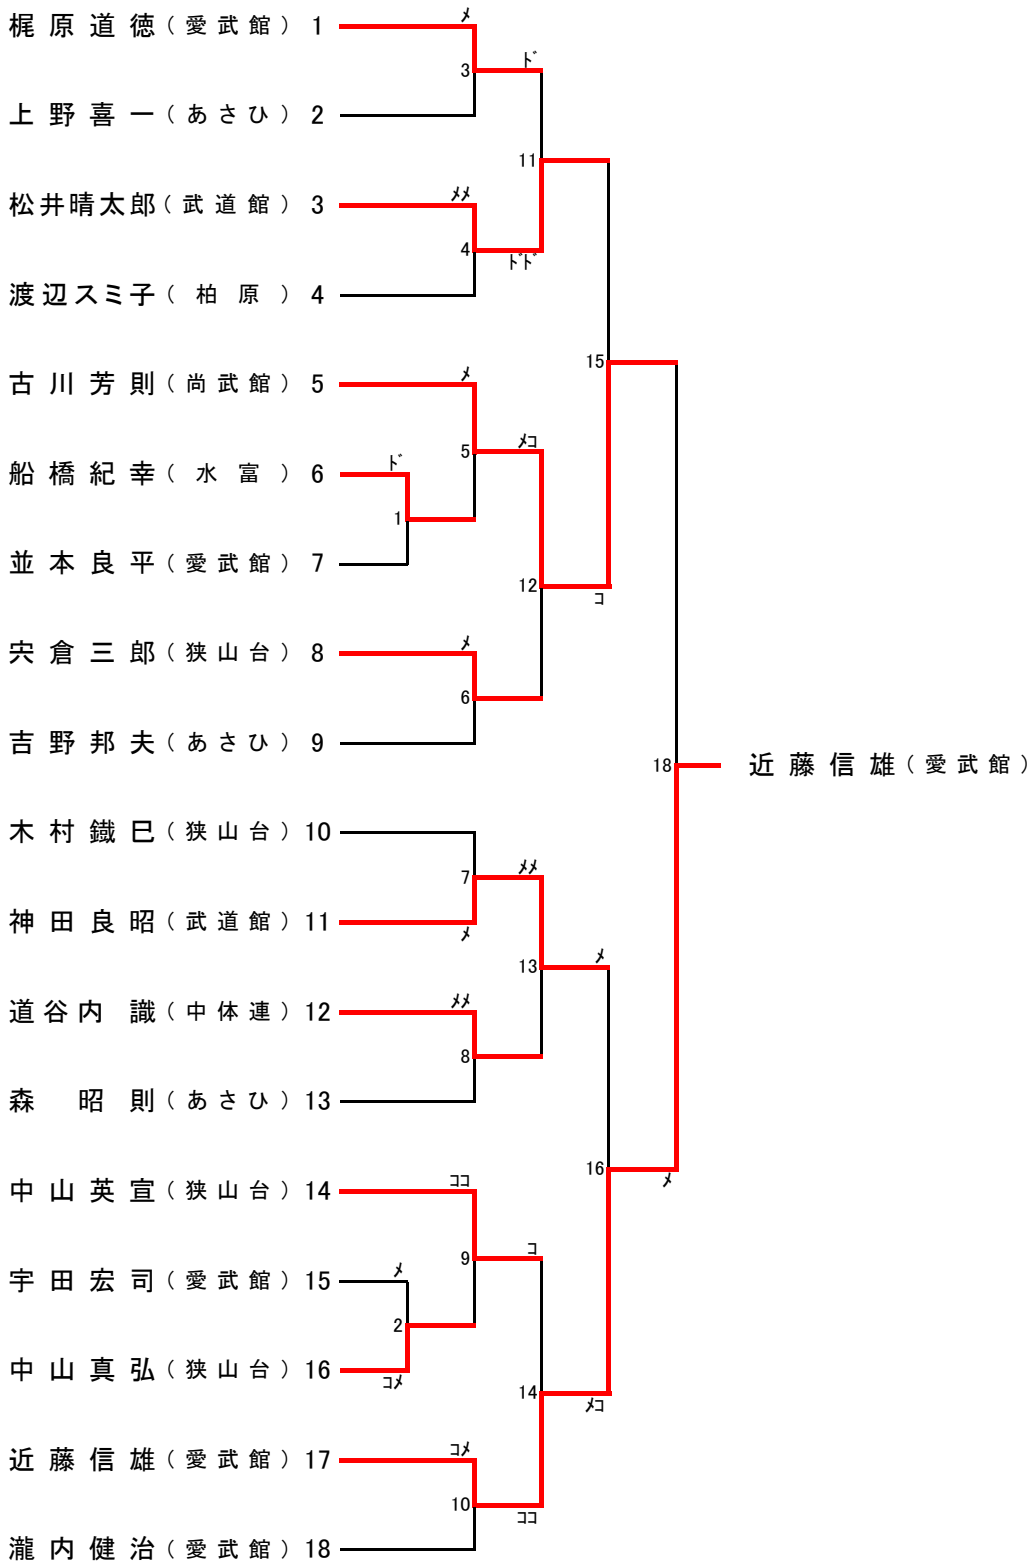 梶原道徳（愛武館）1
メ
ド
3
上野喜一（あさひ）2
11
松井晴太郎（武道館）3
メメ
4
ドド
渡辺スミ子（柏原）4
15
古川芳則（尚武館）5
メ
メコ
5
船橋紀幸（水富）6
ド
1
並本良平（愛武館）7
12
コ
宍倉三郎（狭山台）8
メ
6
吉野邦夫（あさひ）9
18
近藤信雄（愛武館）
木村鐵巳（狭山台）10
7
メメ
神田良昭（武道館）11
メ
13
メ
道谷内識（中体連）12
メメ
8
森昭則（あさひ）13
16
メ
中山英宣（狭山台）14
ココ
9
コ
宇田宏司（愛武館）15
メ
2
中山真弘（狭山台）16
コメ
14
メコ
近藤信雄（愛武館）17
コメ
10
ココ
瀧内健治（愛武館）18